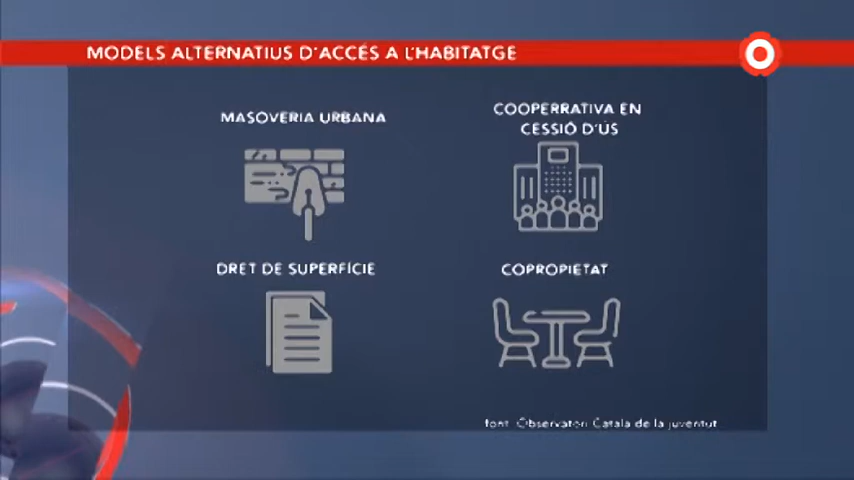 MODELS ALTERNATIUS D'ACCÉS A L'HABITATGE
MASOVERIA URBANA
COOPERRATIVA EN
CESSIÓ D'ÚS
DRET DE SUPERFÍCIE
COPROPIETAT
font: Observatori Català de la joventut